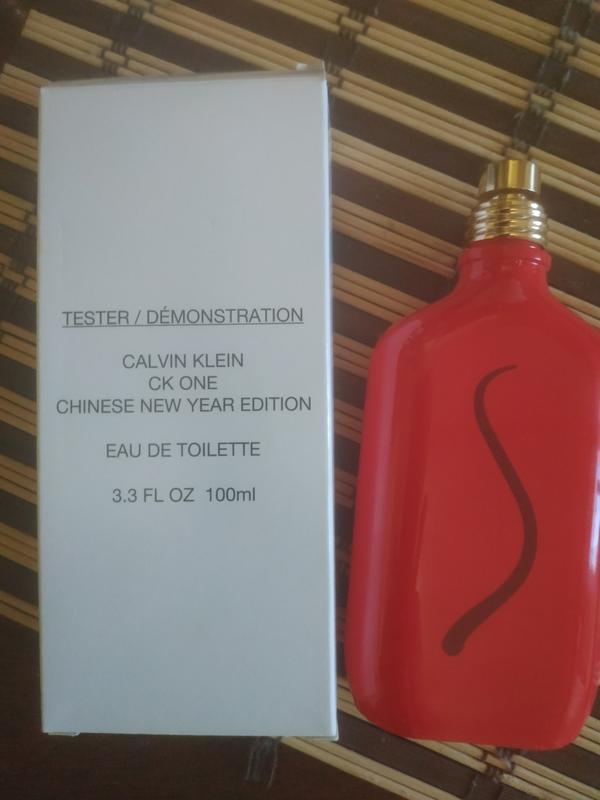 TESTER / DÉMONSTRATION
CALVIN KLEIN
CK ONE
CHINESE NEW YEAR EDITION
EAU DE TOILETTE
3.3 FL OZ 100ml